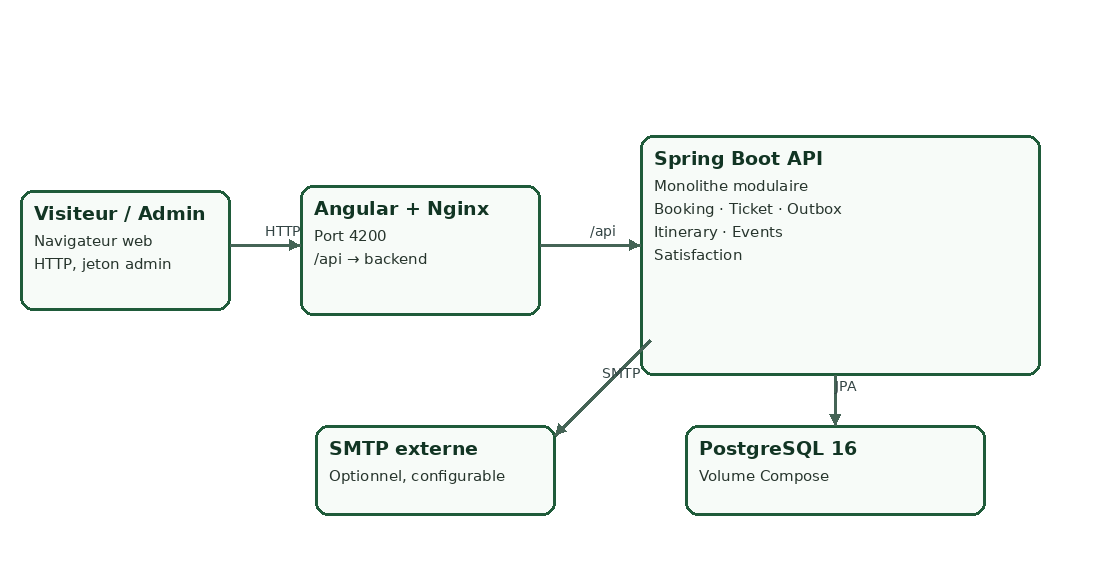 Visiteur / Admin
Navigateur web
HTTP, jeton admin
HTTP
Angular + Nginx
Port 4200
/api → backend
/api
Spring Boot API
Monolithe modulaire
Booking · Ticket · Outbox
Itinerary · Events
Satisfaction
SMTP
JPA
SMTP externe
Optionnel, configurable
PostgreSQL 16
Volume Compose